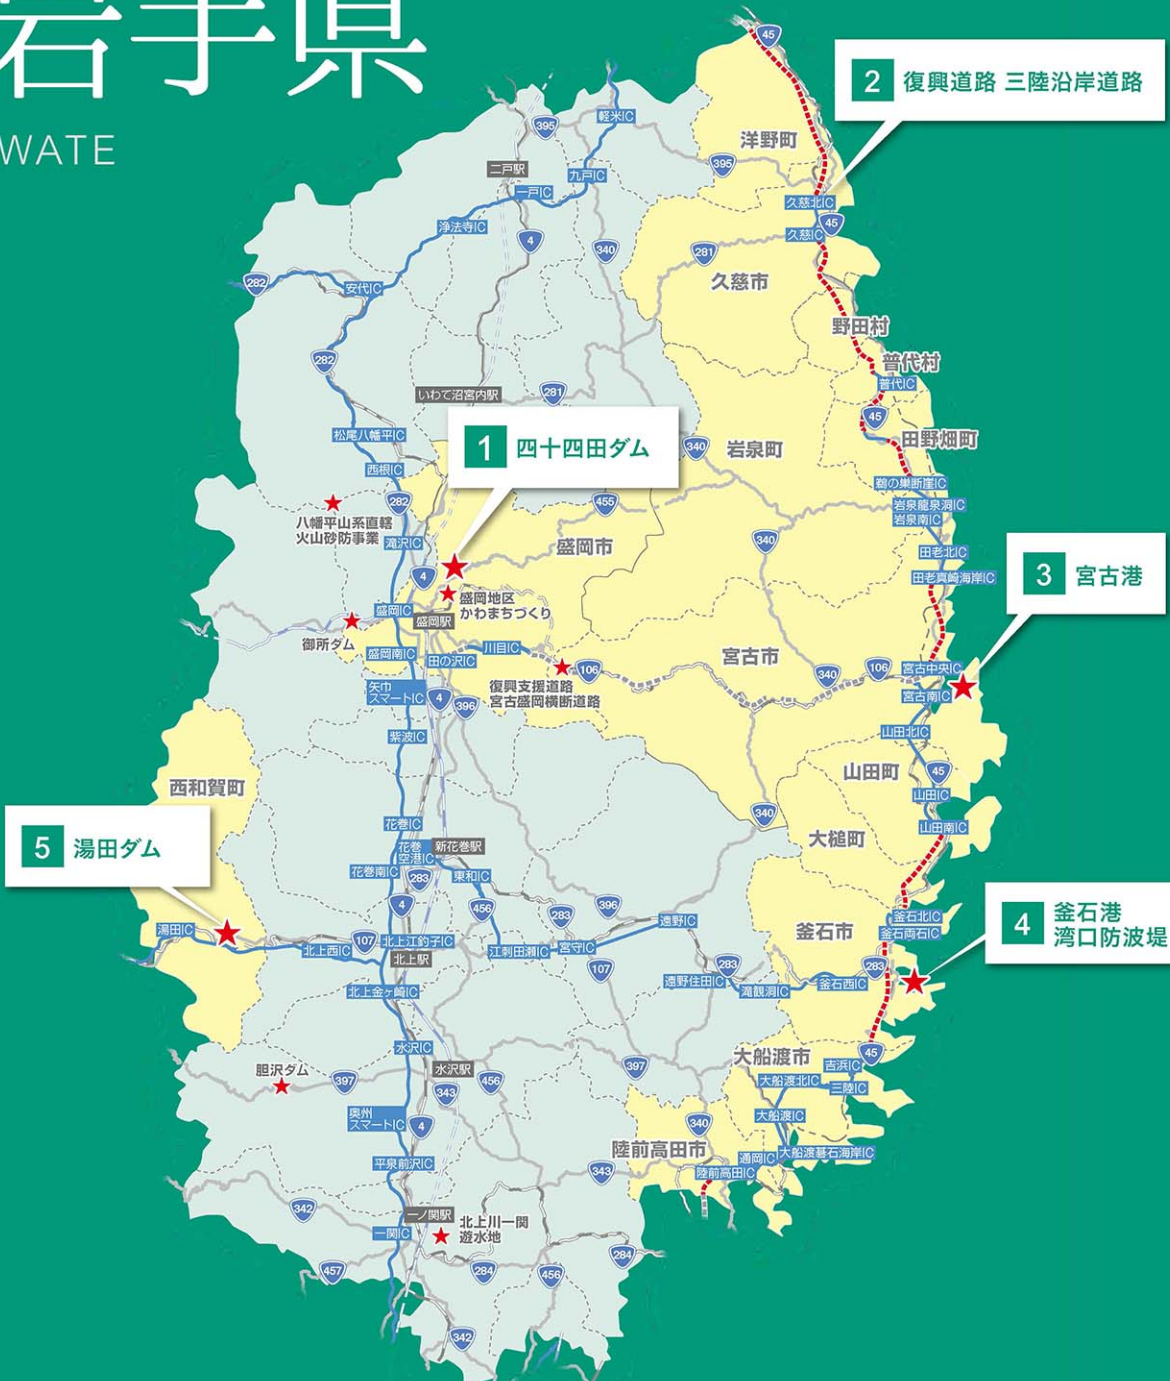 岩手県
WATE
45
2 復興道路 三陸沿岸道路
軽米IC
395
洋野町
二戸駅
395
九戸IC
一戸IC
久慈北IC
浄法寺IC
45
4
340
久慈IC
281
282
安代IC
久慈市
野田村
282
普代村
普代IC
いわて沼宮内駅
281
45
松尾八幡平IC
1 四十四田ダム
340
岩泉町
田野畑町
西根IC
鵜の巣断崖IC
282
455
岩泉龍泉洞IC
岩泉南IC
八幡平山系直轄
火山砂防事業
滝沢IC
盛岡市
340
田老北IC
4
田老真崎海岸IC
3 宮古港
盛岡地区
かわまちづくり
盛岡IC
盛岡駅
御所ダム
盛岡南IC
田の沢IC
川目IC
宮古市
106
340
106
宮古中央IC
復興支援道路
宮古盛岡横断道路
矢巾
スマートIC
4
396
宮古南IC
紫波IC
山田北IC
山田町
45
西和賀町
山田IC
340
花巻IC
大槌町
山田南IC
5 湯田ダム
花巻
空港IC
新花巻駅
花巻南IC
283
東和IC
4
456
283
396
遠野IC
釜石北IC
釜石両石IC
4 釜石港
湾口防波堤
湯田IC
釜石市
107
北上江釣子IC
北上西IC
北上駅
江刺田瀬IC
宮守IC
107
283
283
遠野住田IC
滝観洞IC
釜石西IC
北上金ヶ崎IC
水沢IC
大船渡市
45
吉浜IC
胆沢ダム
397
水沢駅
456
397
大船渡北IC
三陸IC
343
奥州
スマートIC
4
大船渡IC
340
陸前高田市
平泉前沢IC
343
通岡IC
大船渡碁石海岸IC
陸前高田IC
342
一ノ関駅
北上川一関
遊水地
一関IC
457
284
456
284
342